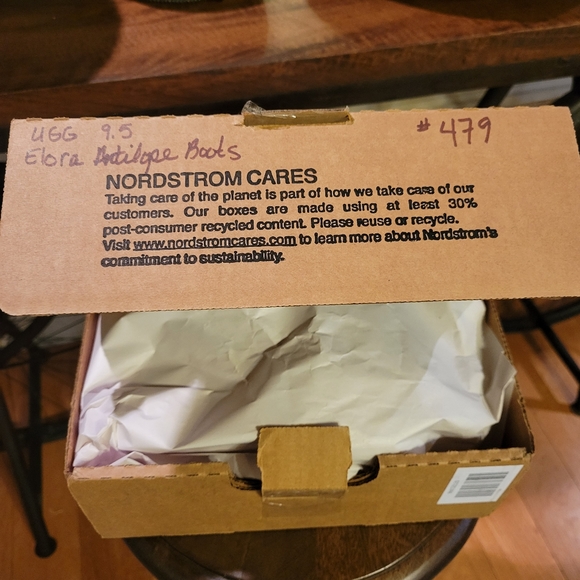 UGG 9.5
Elora Antilope Boots
#479
NORDSTROM CARES
Taking care of the planet is part of how we take care of our
customers. Our boxes are made using at least 30%
post-consumer recycled content. Please reuse or recycle.
Visit www.nordstromcares.com to learn more about Nordstrom's
commitment to sustainability.